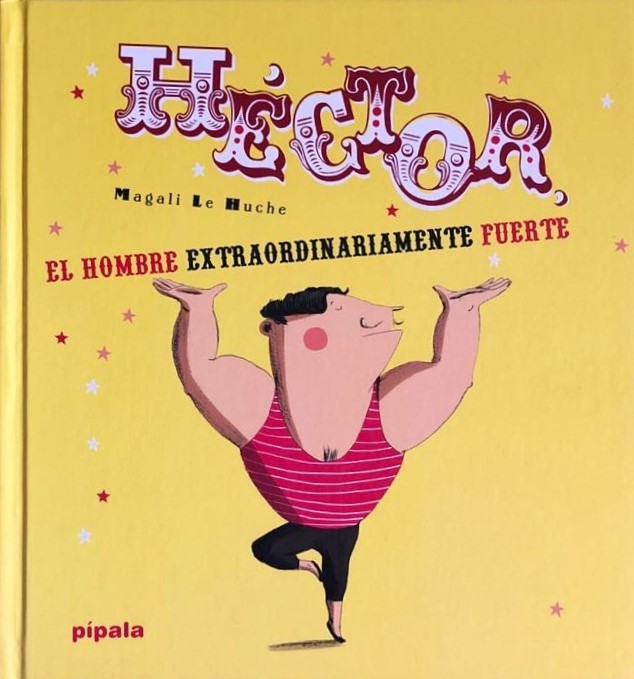 HÉCTOR,
Magali Le Huche
EL HOMBRE EXTRAORDINARIAMENTE FUERTE
pípala